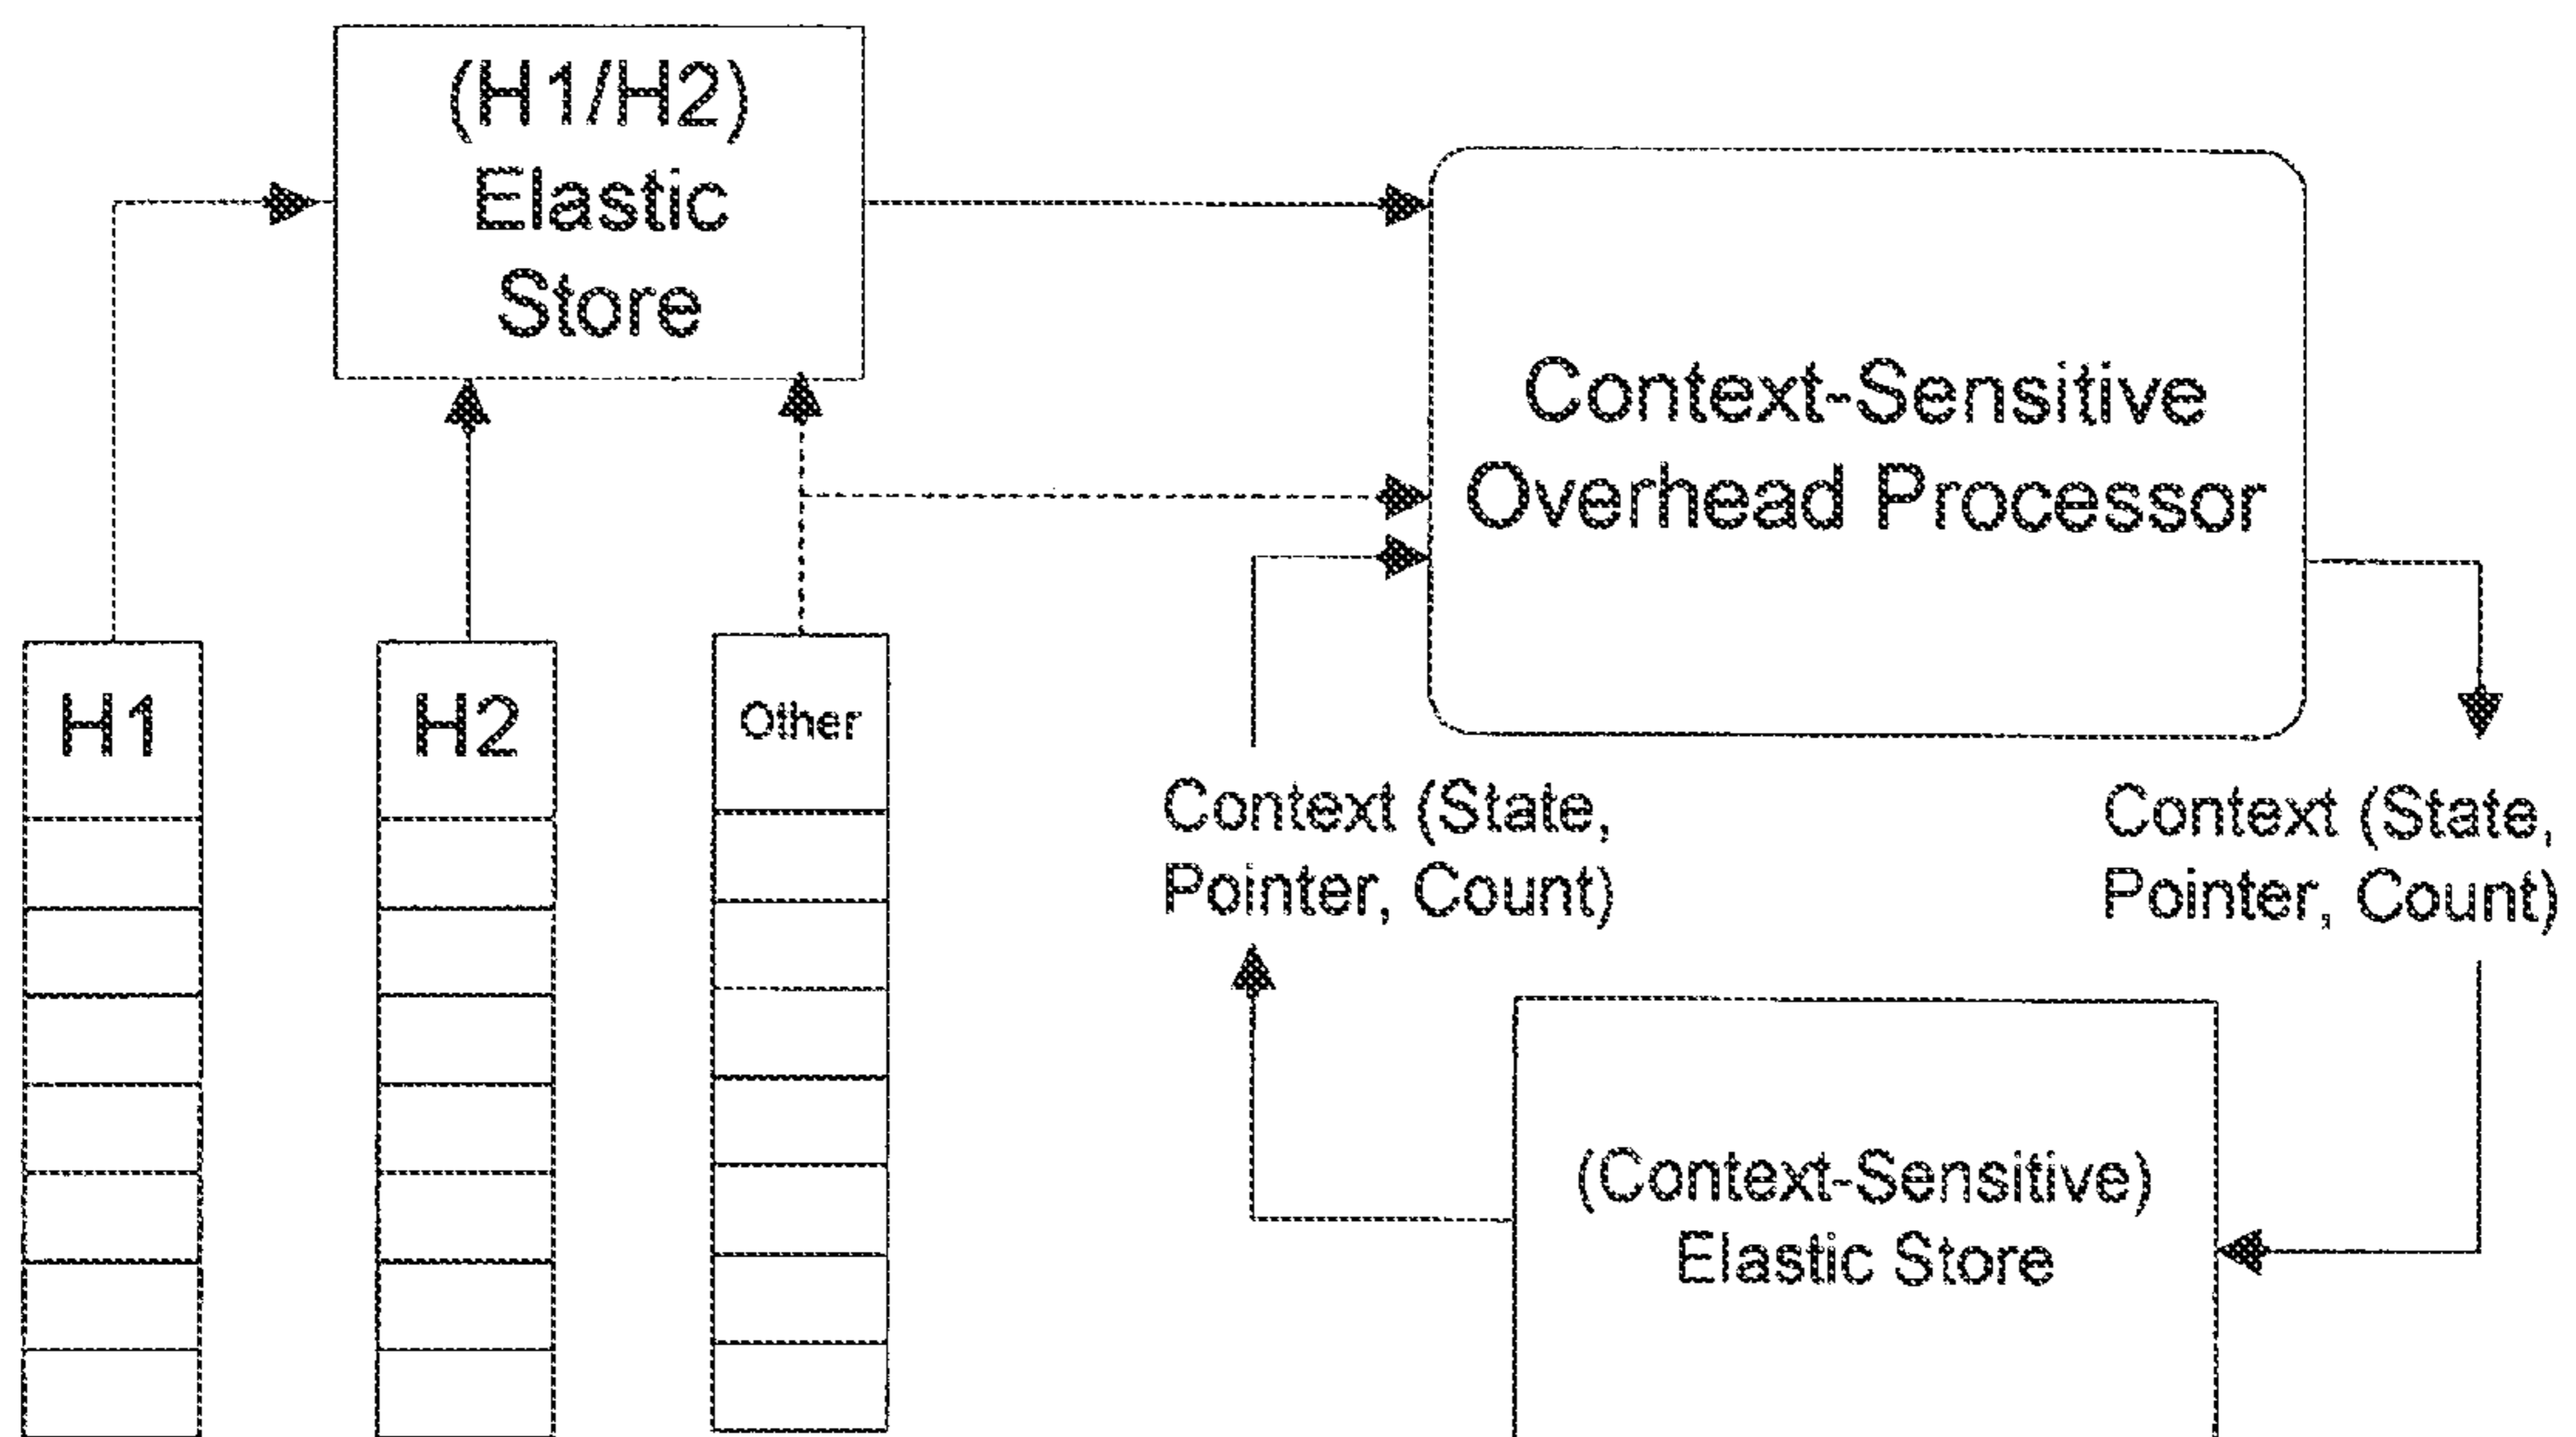 (H1/H2)
Elastic
Store
Context-Sensitive
Overhead Processor
H1
H2
Other
Context (State,
Pointer, Count)
Context (State,
Pointer, Count)
(Context-Sensitive)
Elastic Store